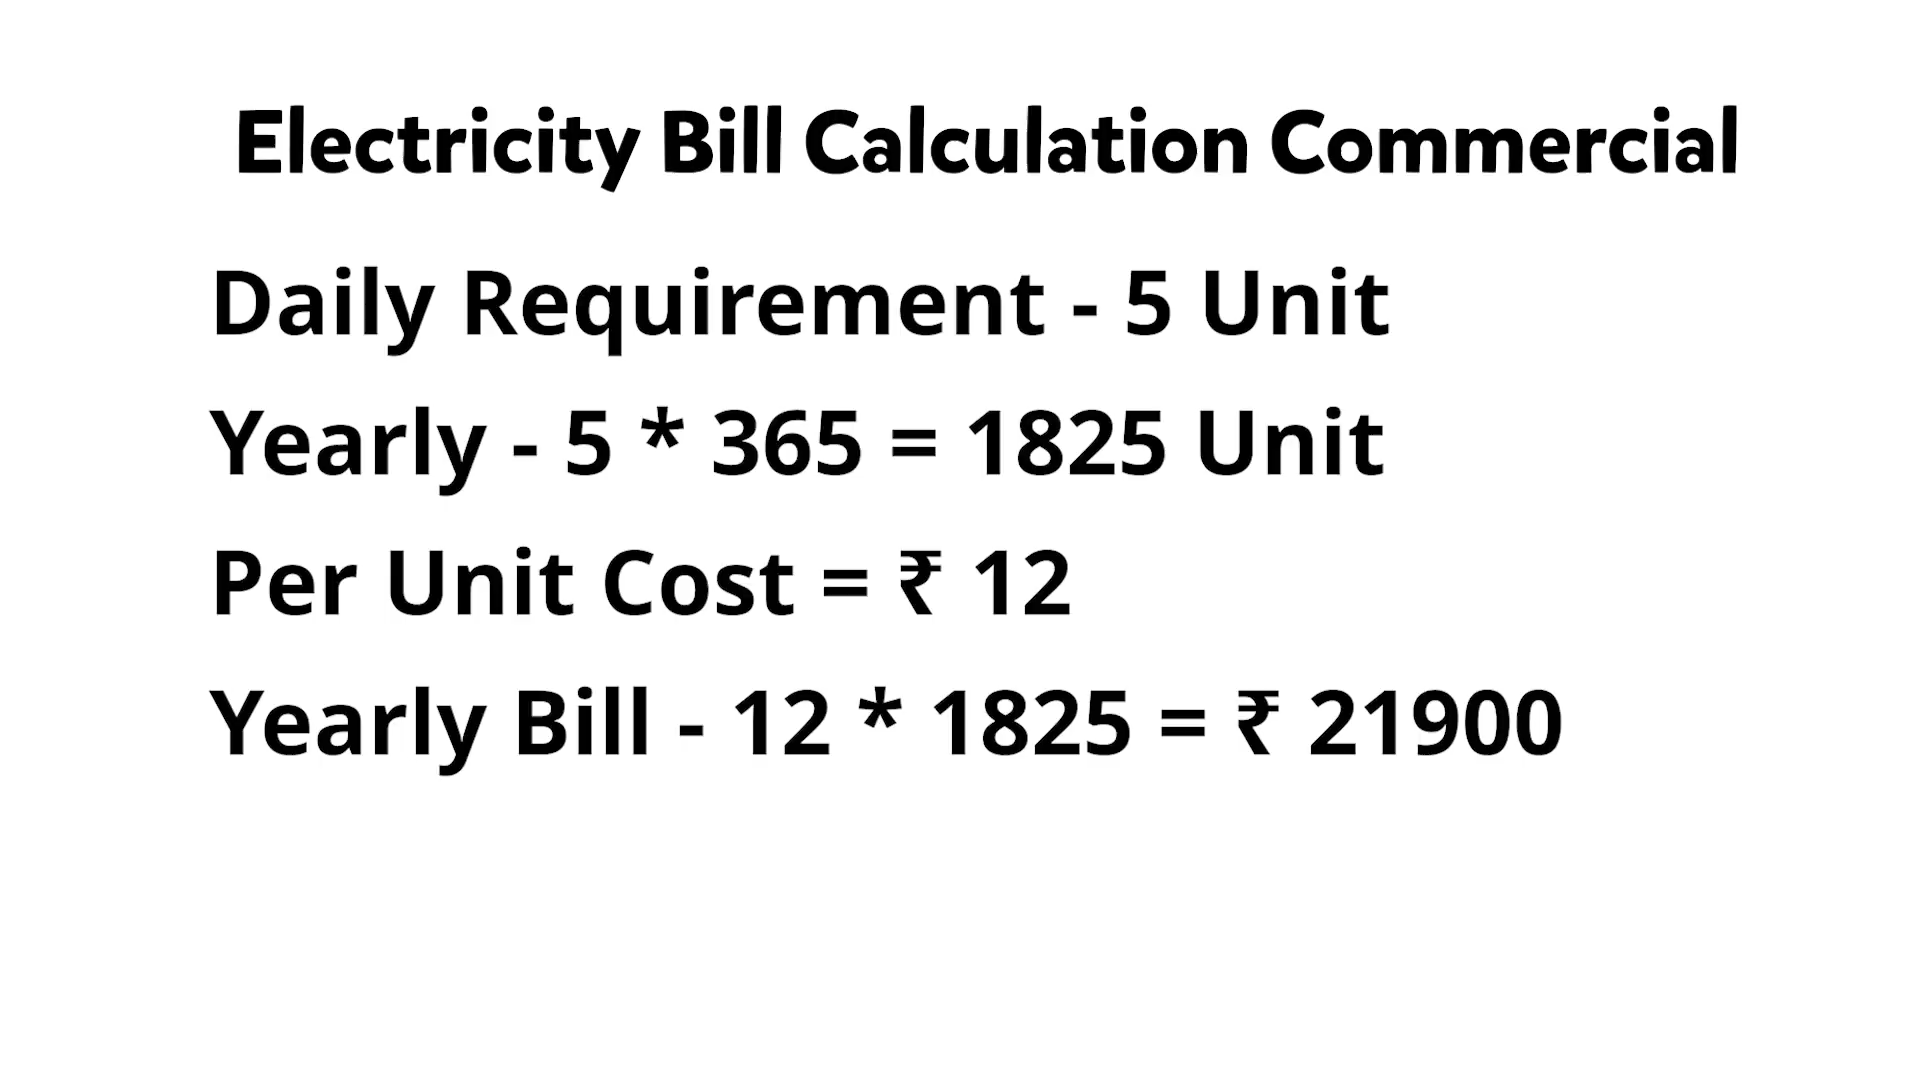 Electricity Bill Calculation Commercial
Daily Requirement - 5 Unit
Yearly - 5 * 365 = 1825 Unit
Per Unit Cost = ₹ 12
Yearly Bill - 12 * 1825 = ₹ 21900